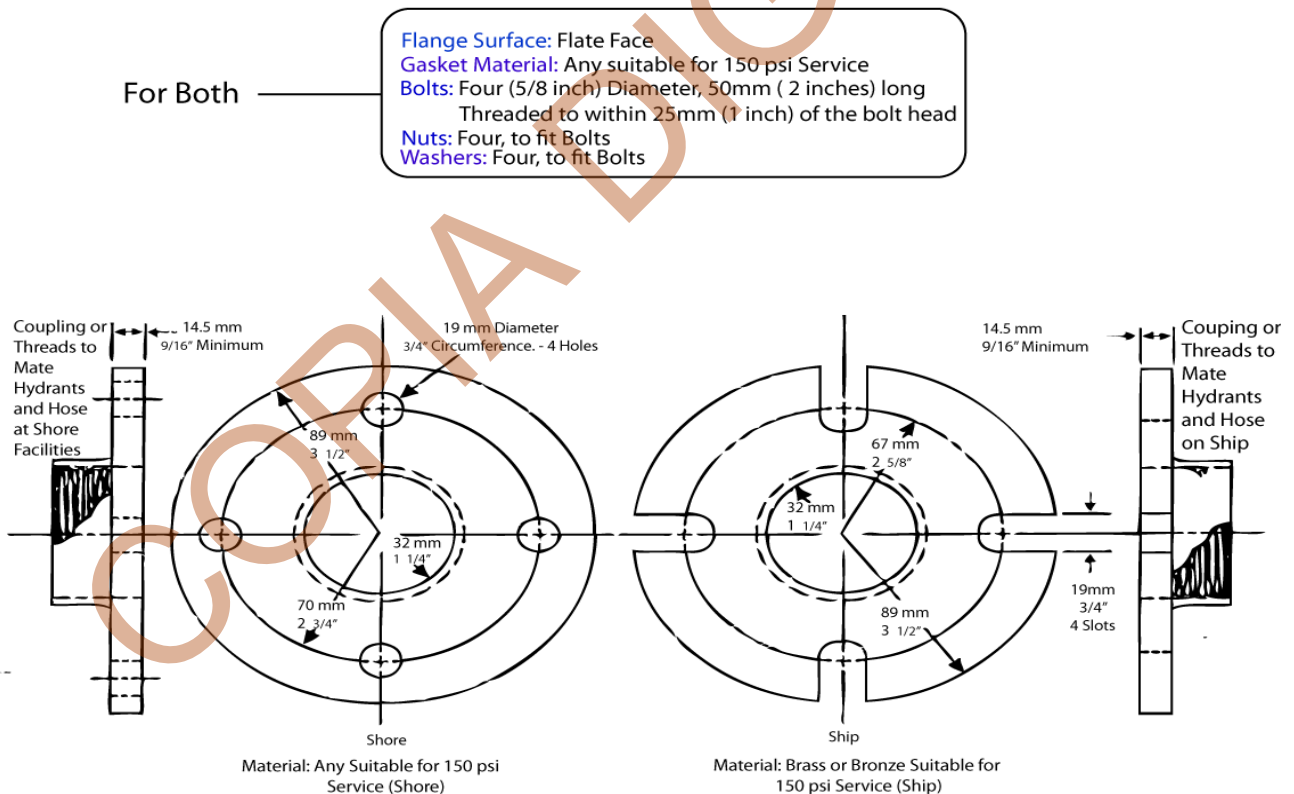 For Both
Flange Surface: Flate Face
Gasket Material: Any suitable for 150 psi Service
Bolts: Four (5/8 inch) Diameter, 50mm ( 2 inches) long
Threaded to within 25mm (1 inch) of the bolt head
Nuts: Four, to fit Bolts
Washers: Four, to fit Bolts
Coupling or
Threads to
Mate
Hydrants
and Hose
at Shore
Facilities
14.5 mm
9/16" Minimum
19 mm Diameter
3/4" Circumference. - 4 Holes
89 mm
3 1/2"
32 mm
1 1/4"
70 mm
2 3/4"
Shore
Material: Any Suitable for 150 psi
Service (Shore)
14.5 mm
9/16" Minimum
Couping or
Threads to
Mate
Hydrants
and Hose
on Ship
67 mm
2 5/8"
32 mm
1 1/4"
89 mm
3 1/2"
19mm
3/4"
4 Slots
Ship
Material: Brass or Bronze Suitable for
150 psi Service (Ship)
COPIA DIG